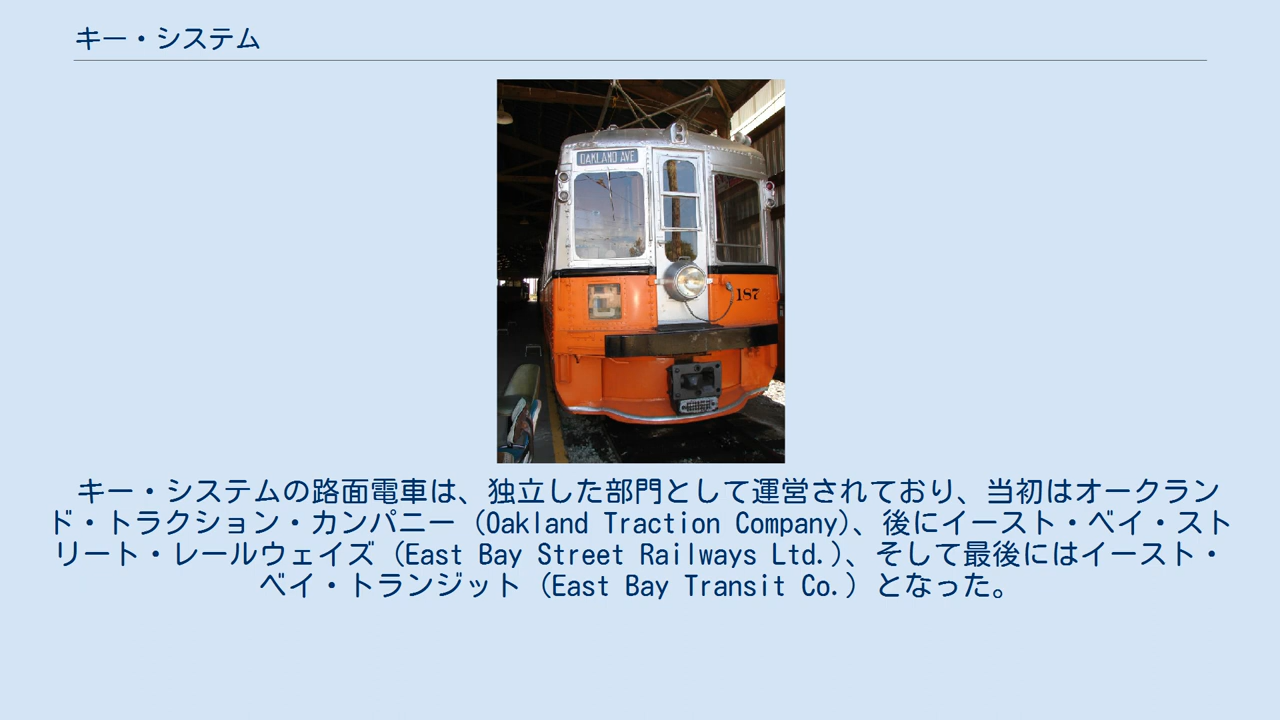 キー・システム
OAKLAND AVE
187
キー・システムの路面電車は、独立した部門として運営されており、当初はオークラン
ド・トラクション・カンパニー（Oakland Traction Company）、後にイースト・ベイ・スト
リート・レールウェイズ（East Bay Street Railways Ltd.）、そして最後にはイースト・
ベイ・トランジット（East Bay Transit Co.）となった。